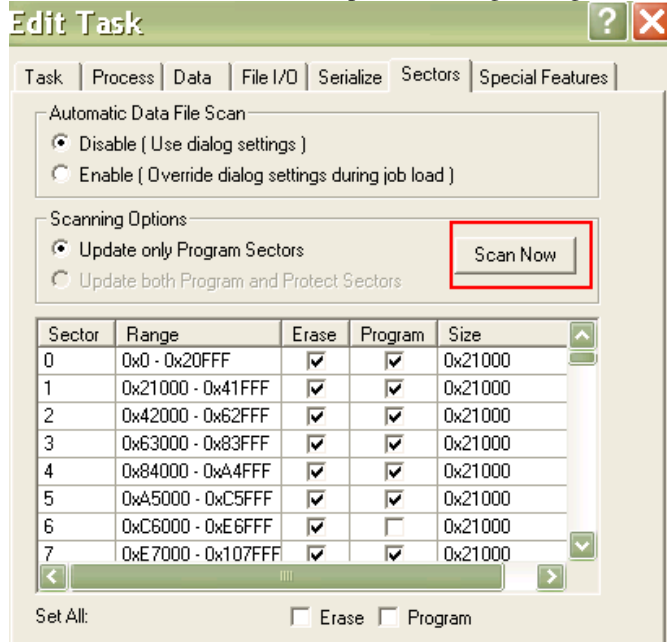 Edit Task
Task Process Data File I/O Serialize Sectors Special Features
Automatic Data File Scan
Disable ( Use dialog settings )
Enable ( Override dialog settings during job load )
Scanning Options
Update only Program Sectors
Scan Now
Update both Program and Protect Sectors
Sector Range Erase Program Size
0 0x0 - 0x20FFF 0x21000
1 0x21000 - 0x41FFF 0x21000
2 0x42000 - 0x62FFF 0x21000
3 0x63000 - 0x83FFF 0x21000
4 0x84000 - 0xA4FFF 0x21000
5 0xA5000 - 0xC5FFF 0x21000
6 0xC6000 - 0xE6FFF 0x21000
7 0xE7000 - 0x107FFF 0x21000
Set All: Erase Program